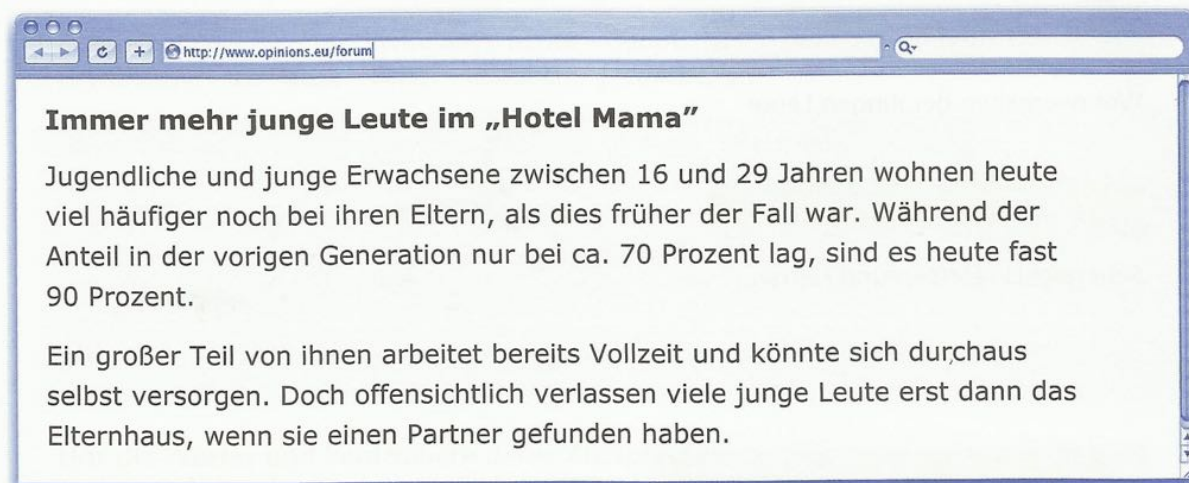 http://www.opinions.eu/forum
Immer mehr junge Leute im „Hotel Mama”
Jugendliche und junge Erwachsene zwischen 16 und 29 Jahren wohnen heute
viel häufiger noch bei ihren Eltern, als dies früher der Fall war. Während der
Anteil in der vorigen Generation nur bei ca. 70 Prozent lag, sind es heute fast
90 Prozent.
Ein großer Teil von ihnen arbeitet bereits Vollzeit und könnte sich durchaus
selbst versorgen. Doch offensichtlich verlassen viele junge Leute erst dann das
Elternhaus, wenn sie einen Partner gefunden haben.